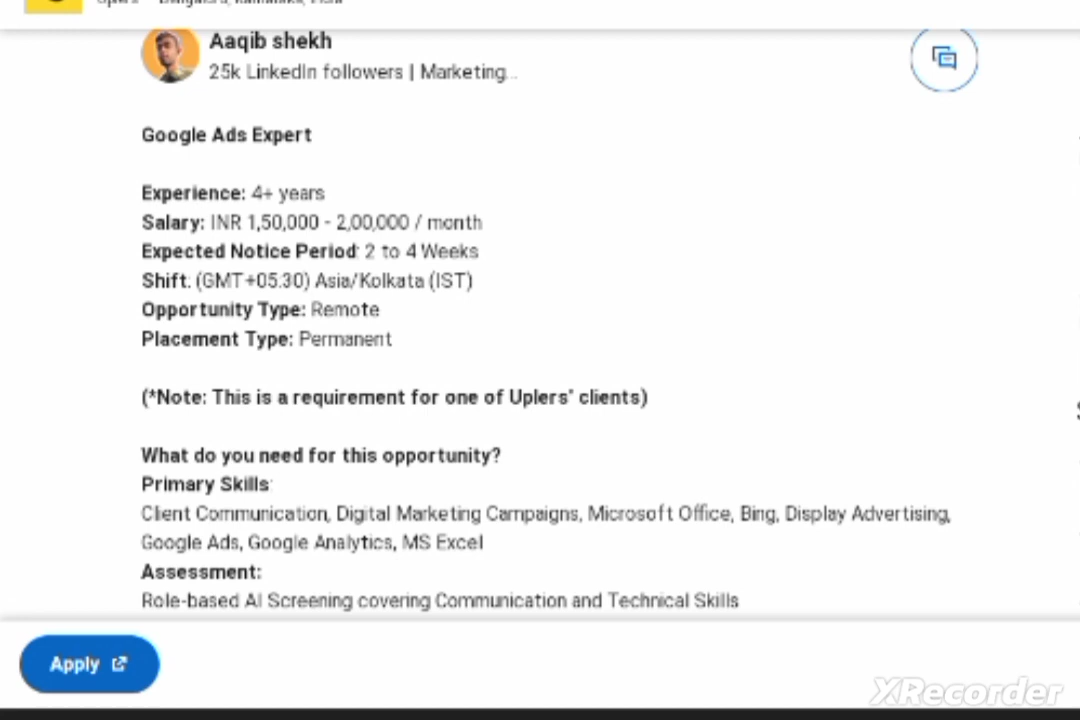 Aaqib shekh
25k LinkedIn followers | Marketing...
Google Ads Expert
Experience: 4+ years
Salary: INR 1,50,000 - 2,00,000 / month
Expected Notice Period: 2 to 4 Weeks
Shift: (GMT+05:30) Asia/Kolkata (IST)
Opportunity Type: Remote
Placement Type: Permanent
(*Note: This is a requirement for one of Uplers' clients)
What do you need for this opportunity?
Primary Skills:
Client Communication, Digital Marketing Campaigns, Microsoft Office, Bing, Display Advertising,
Google Ads, Google Analytics, MS Excel
Assessment:
Role-based AI Screening covering Communication and Technical Skills
Apply
XRecorder